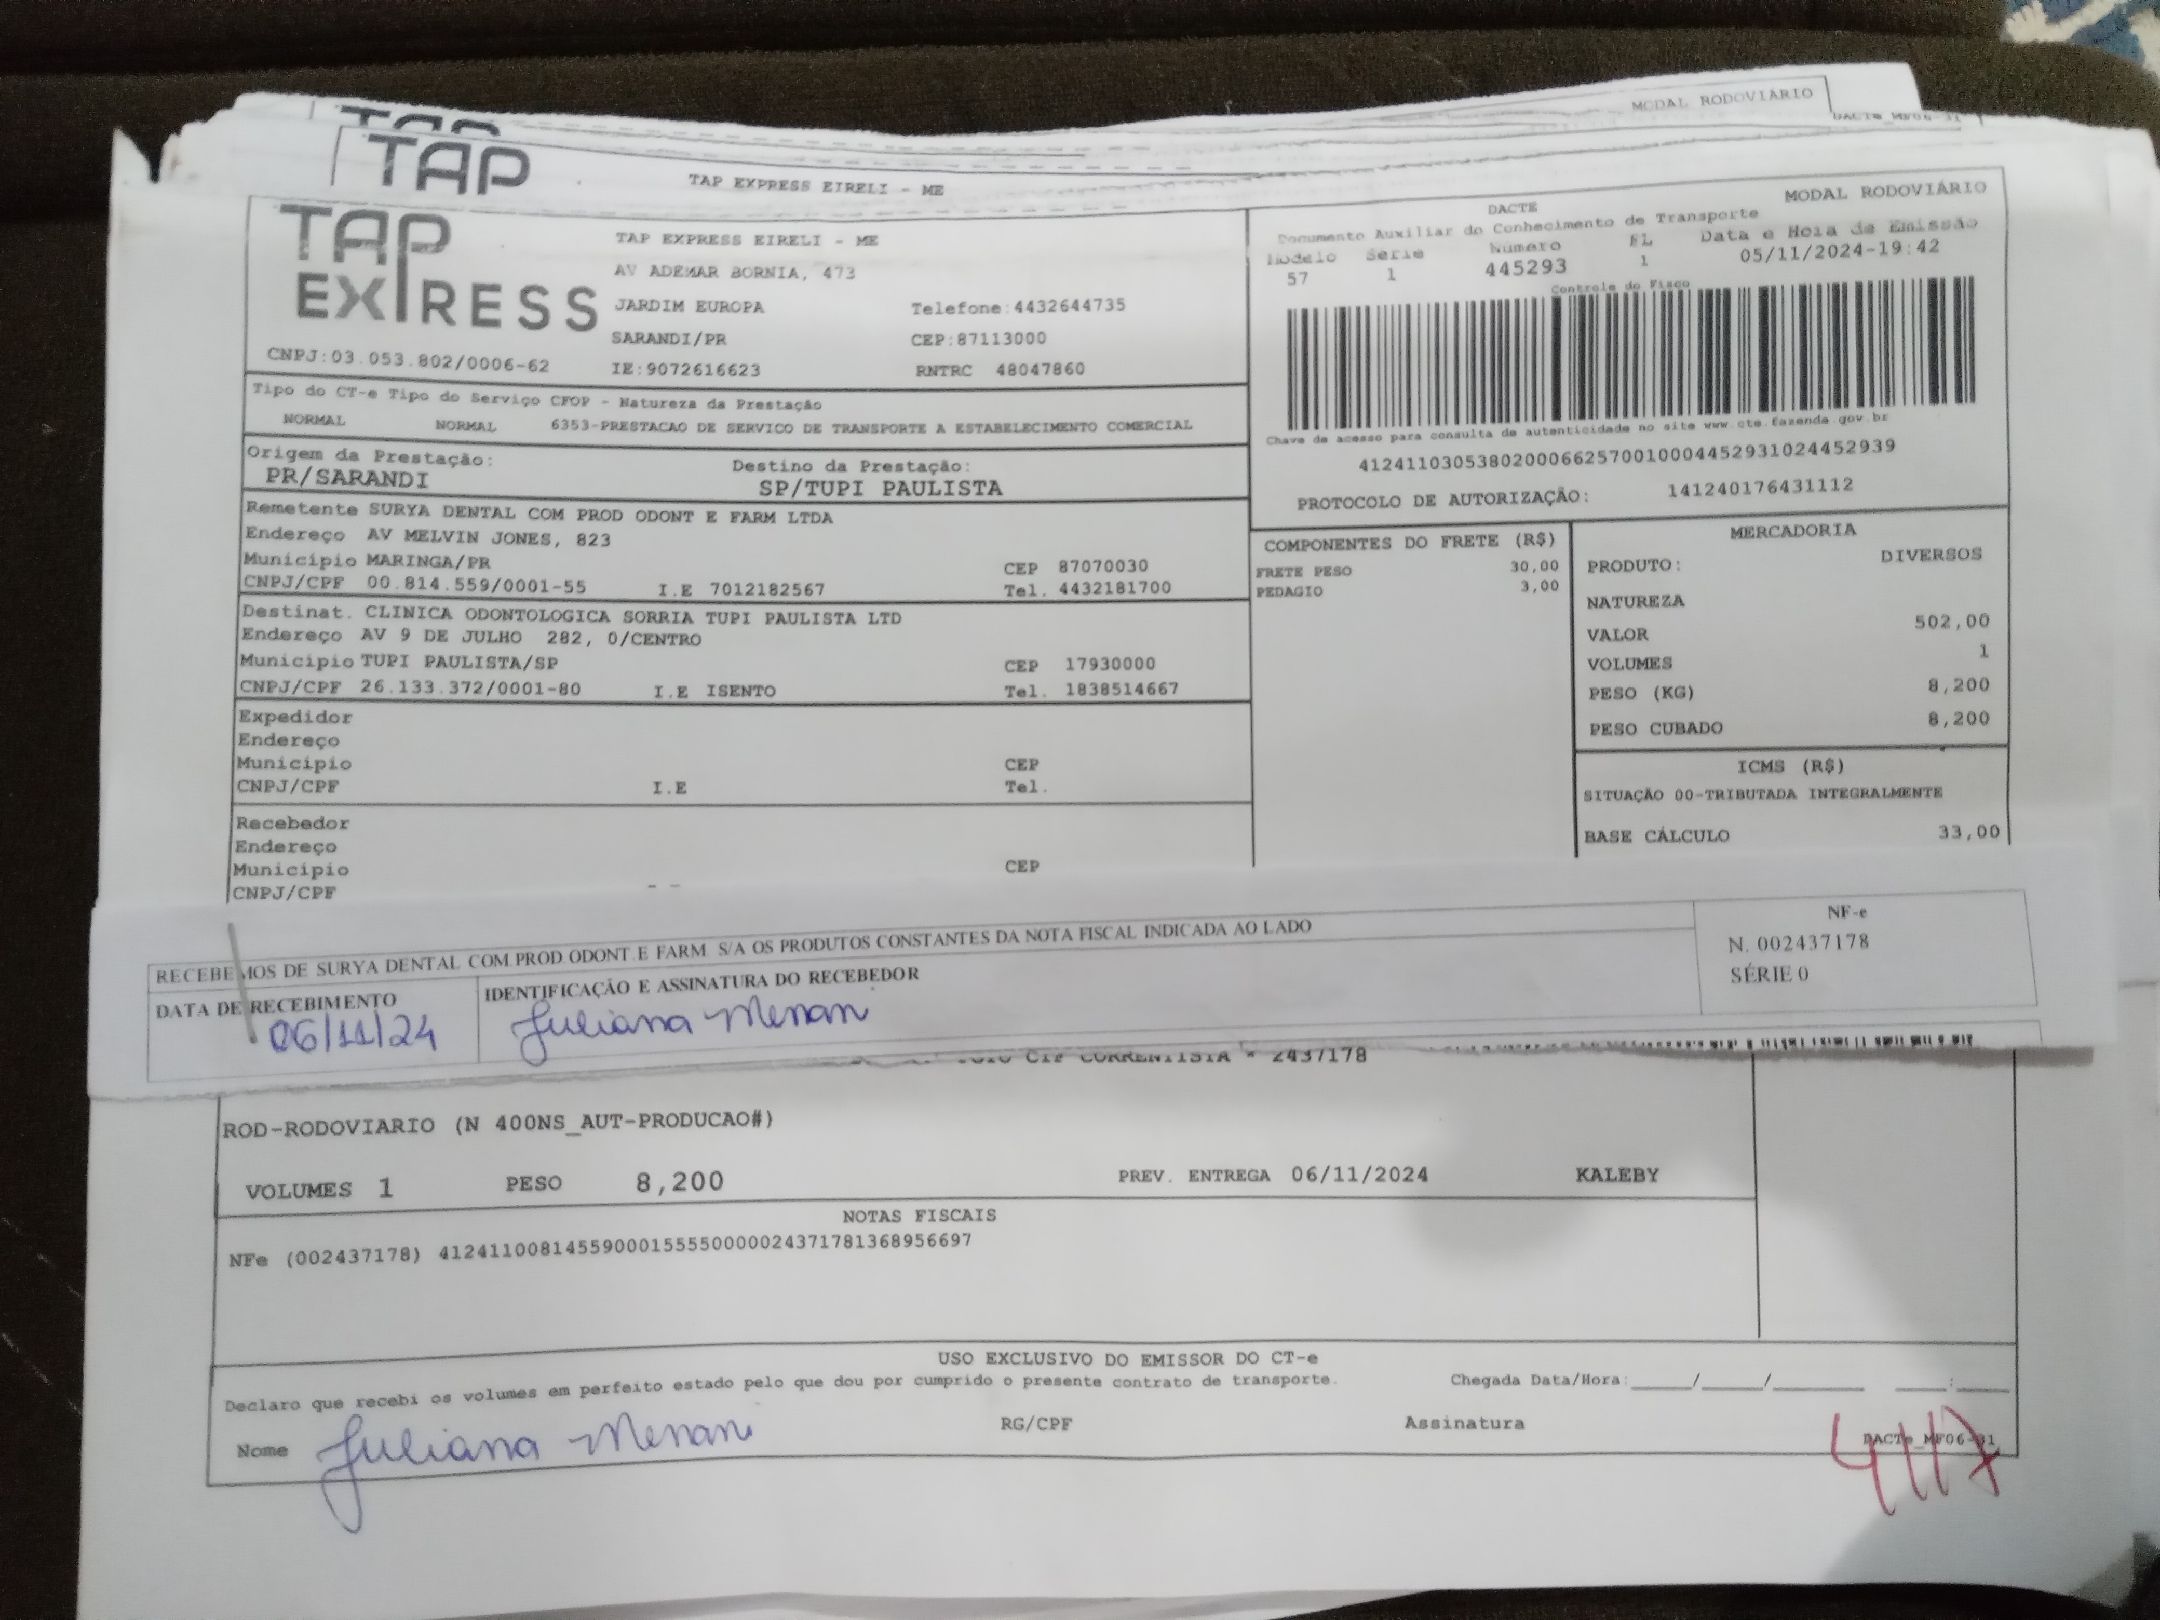 MODAL RODOVIÁRIO
DACTe_MF06-31
TAP
TAP
TAP EXPRESS EIRELI - ME
TAP EXPRESS
TAP EXPRESS EIRELI - ME
AV ADEMAR BORNIA, 473
JARDIM EUROPA Telefone:4432644735
SARANDI/PR CEP:87113000
CNPJ:03.053.802/0006-62 IE:9072616623 RNTRC 48047860
DACTE MODAL RODOVIÁRIO
Documento Auxiliar do Conhecimento de Transporte
Modelo Serie Numero FL Data e Hora de Emissão
57 1 445293 1 05/11/2024-19:42
Controle do Fisco
Chave de acesso para consulta de autenticidade no site www.cte.fazenda.gov.br
41241103053802000662570010004452931024452939
PROTOCOLO DE AUTORIZAÇÃO: 141240176431112
Tipo do CT-e Tipo do Serviço CFOP - Natureza da Prestação
NORMAL NORMAL 6353-PRESTACAO DE SERVICO DE TRANSPORTE A ESTABELECIMENTO COMERCIAL
Origem da Prestação: Destino da Prestação:
PR/SARANDI SP/TUPI PAULISTA
Remetente SURYA DENTAL COM PROD ODONT E FARM LTDA
Endereço AV MELVIN JONES, 823
Municipio MARINGA/PR CEP 87070030
CNPJ/CPF 00.814.559/0001-55 I.E 7012182567 Tel. 4432181700
Destinat. CLINICA ODONTOLOGICA SORRIA TUPI PAULISTA LTD
Endereço AV 9 DE JULHO 282, 0/CENTRO
Municipio TUPI PAULISTA/SP CEP 17930000
CNPJ/CPF 26.133.372/0001-80 I.E ISENTO Tel. 1838514667
Expedidor
Endereço
Municipio CEP
CNPJ/CPF I.E Tel.
Recebedor
Endereço
Municipio CEP
CNPJ/CPF
COMPONENTES DO FRETE (R$)
FRETE PESO 30,00
PEDAGIO 3,00
MERCADORIA
PRODUTO: DIVERSOS
NATUREZA
VALOR 502,00
VOLUMES 1
PESO (KG) 8,200
PESO CUBADO 8,200
ICMS (R$)
SITUAÇÃO 00-TRIBUTADA INTEGRALMENTE
BASE CÁLCULO 33,00
RECEBEMOS DE SURYA DENTAL COM PROD ODONT E FARM S/A OS PRODUTOS CONSTANTES DA NOTA FISCAL INDICADA AO LADO
DATA DE RECEBIMENTO IDENTIFICAÇÃO E ASSINATURA DO RECEBEDOR
06/11/24 Juliana Menani
NF-e
N. 002437178
SÉRIE 0
CIF CORRENTISTA * 2437178
ROD-RODOVIARIO (N 400NS_AUT-PRODUCAO#)
VOLUMES 1 PESO 8,200 PREV. ENTREGA 06/11/2024 KALEBY
NOTAS FISCAIS
NFe (002437178) 41241100814559000155550000024371781368956697
USO EXCLUSIVO DO EMISSOR DO CT-e
Declaro que recebi os volumes em perfeito estado pelo que dou por cumprido o presente contrato de transporte. Chegada Data/Hora:____/____/______ ____:____
Nome Juliana Menani RG/CPF Assinatura
DACTe_MF06-31